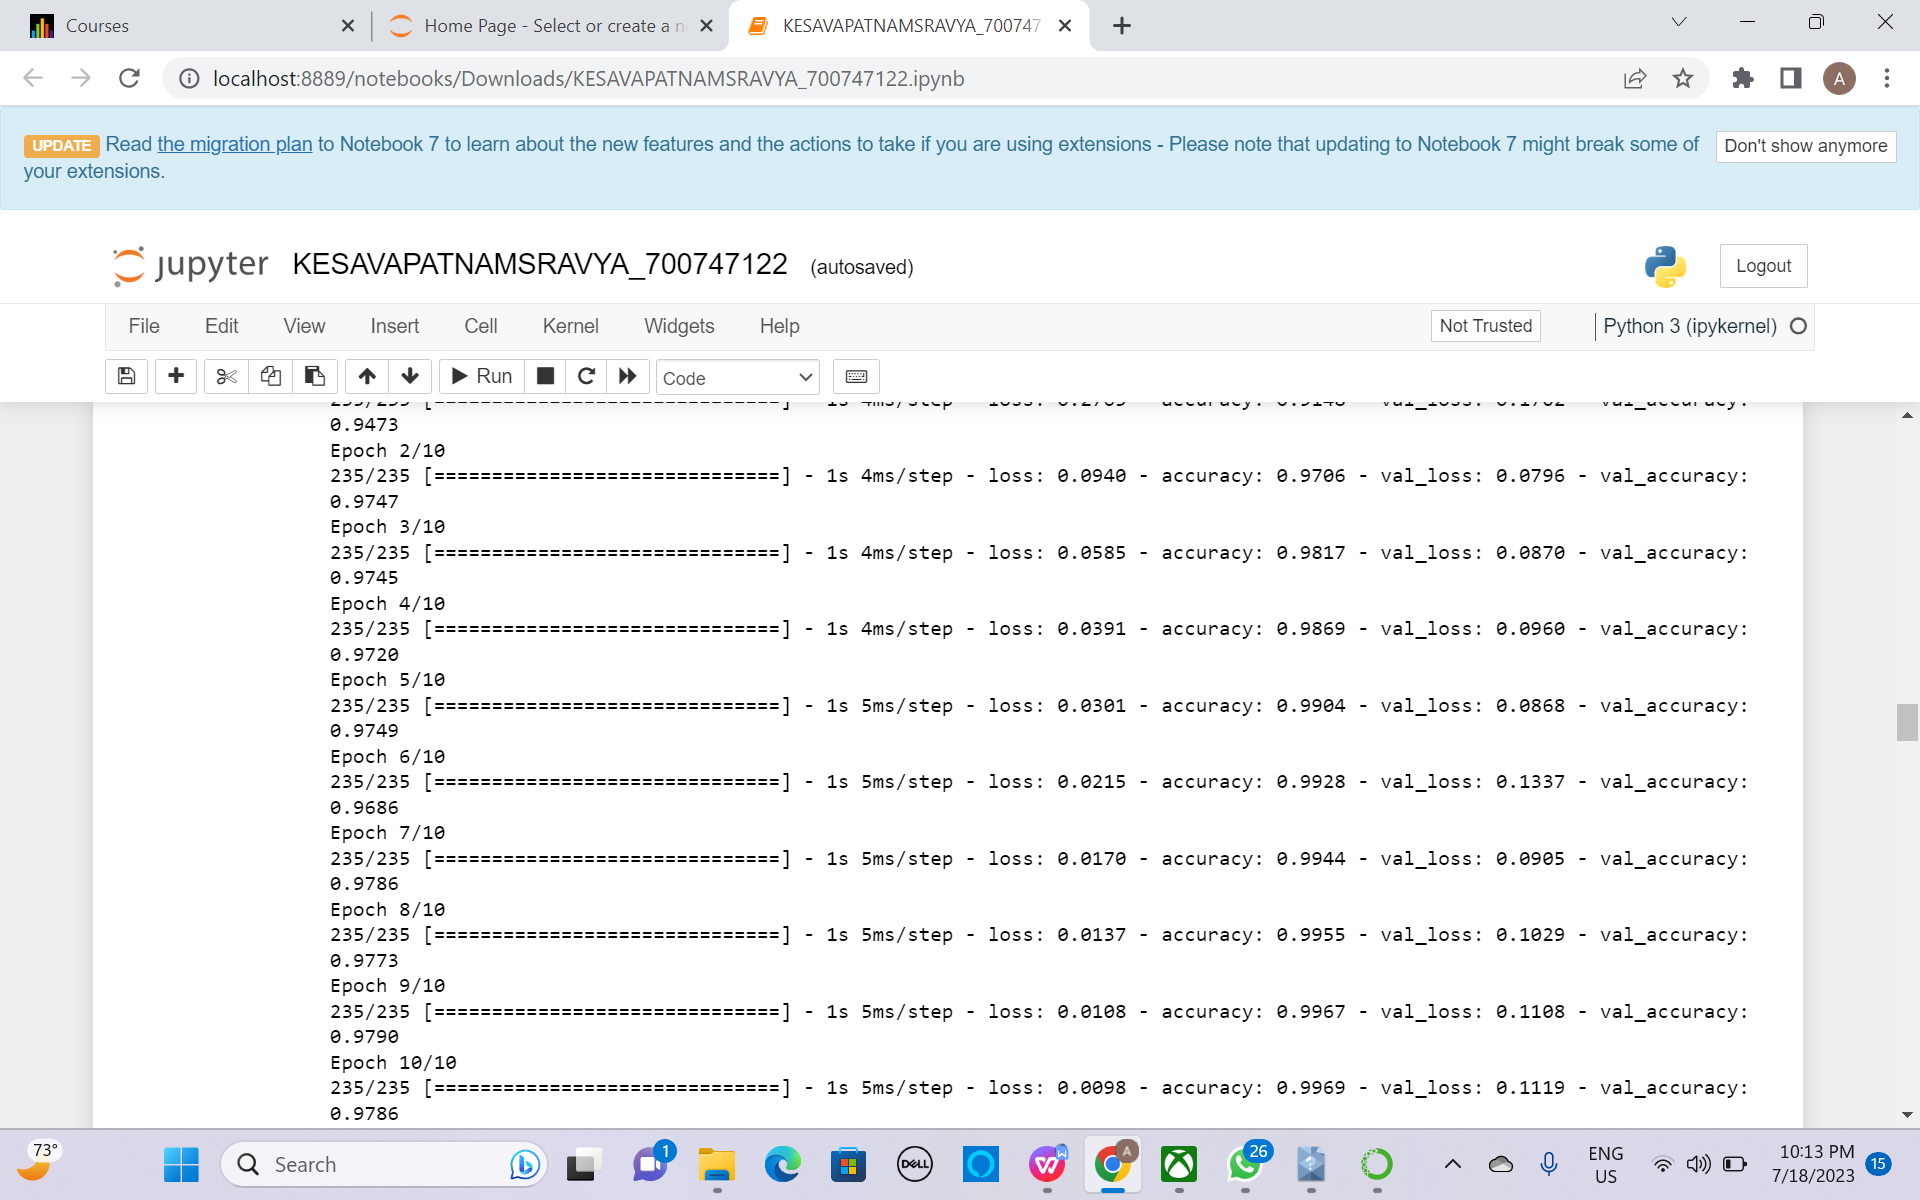 Courses
Home Page - Select or create a n
KESAVAPATNAMSRAVYA_700747
localhost:8889/notebooks/Downloads/KESAVAPATNAMSRAVYA_700747122.ipynb
A
UPDATE Read the migration plan to Notebook 7 to learn about the new features and the actions to take if you are using extensions - Please note that updating to Notebook 7 might break some of
your extensions.
Don't show anymore
jupyter KESAVAPATNAMSRAVYA_700747122 (autosaved)
Logout
File Edit View Insert Cell Kernel Widgets Help
Not Trusted
Python 3 (ipykernel)
Run
Code
0.9473
Epoch 2/10
235/235 [==============================] - 1s 4ms/step - loss: 0.0940 - accuracy: 0.9706 - val_loss: 0.0796 - val_accuracy:
0.9747
Epoch 3/10
235/235 [==============================] - 1s 4ms/step - loss: 0.0585 - accuracy: 0.9817 - val_loss: 0.0870 - val_accuracy:
0.9745
Epoch 4/10
235/235 [==============================] - 1s 4ms/step - loss: 0.0391 - accuracy: 0.9869 - val_loss: 0.0960 - val_accuracy:
0.9720
Epoch 5/10
235/235 [==============================] - 1s 5ms/step - loss: 0.0301 - accuracy: 0.9904 - val_loss: 0.0868 - val_accuracy:
0.9749
Epoch 6/10
235/235 [==============================] - 1s 5ms/step - loss: 0.0215 - accuracy: 0.9928 - val_loss: 0.1337 - val_accuracy:
0.9686
Epoch 7/10
235/235 [==============================] - 1s 5ms/step - loss: 0.0170 - accuracy: 0.9944 - val_loss: 0.0905 - val_accuracy:
0.9786
Epoch 8/10
235/235 [==============================] - 1s 5ms/step - loss: 0.0137 - accuracy: 0.9955 - val_loss: 0.1029 - val_accuracy:
0.9773
Epoch 9/10
235/235 [==============================] - 1s 5ms/step - loss: 0.0108 - accuracy: 0.9967 - val_loss: 0.1108 - val_accuracy:
0.9790
Epoch 10/10
235/235 [==============================] - 1s 5ms/step - loss: 0.0098 - accuracy: 0.9969 - val_loss: 0.1119 - val_accuracy:
0.9786
73°
Search
1
DELL
W
A
26
ENG
US
10:13 PM
7/18/2023
15